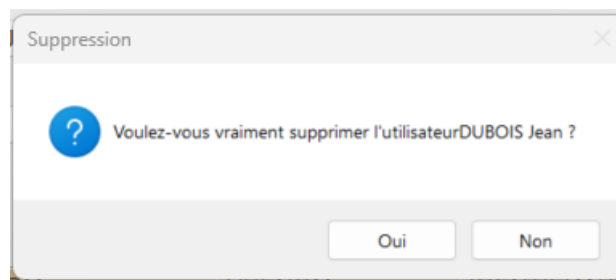 Suppression
?
Voulez-vous vraiment supprimer l'utilisateurDUBOIS Jean ?
Oui Non